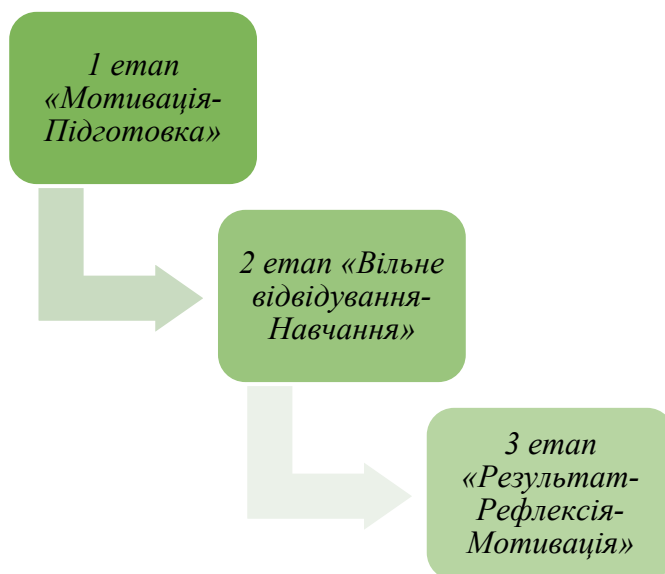 1 етап
«Мотивація-
Підготовка»
2 етап «Вільне
відвідування-
Навчання»
3 етап
«Результат-
Рефлексія-
Мотивація»